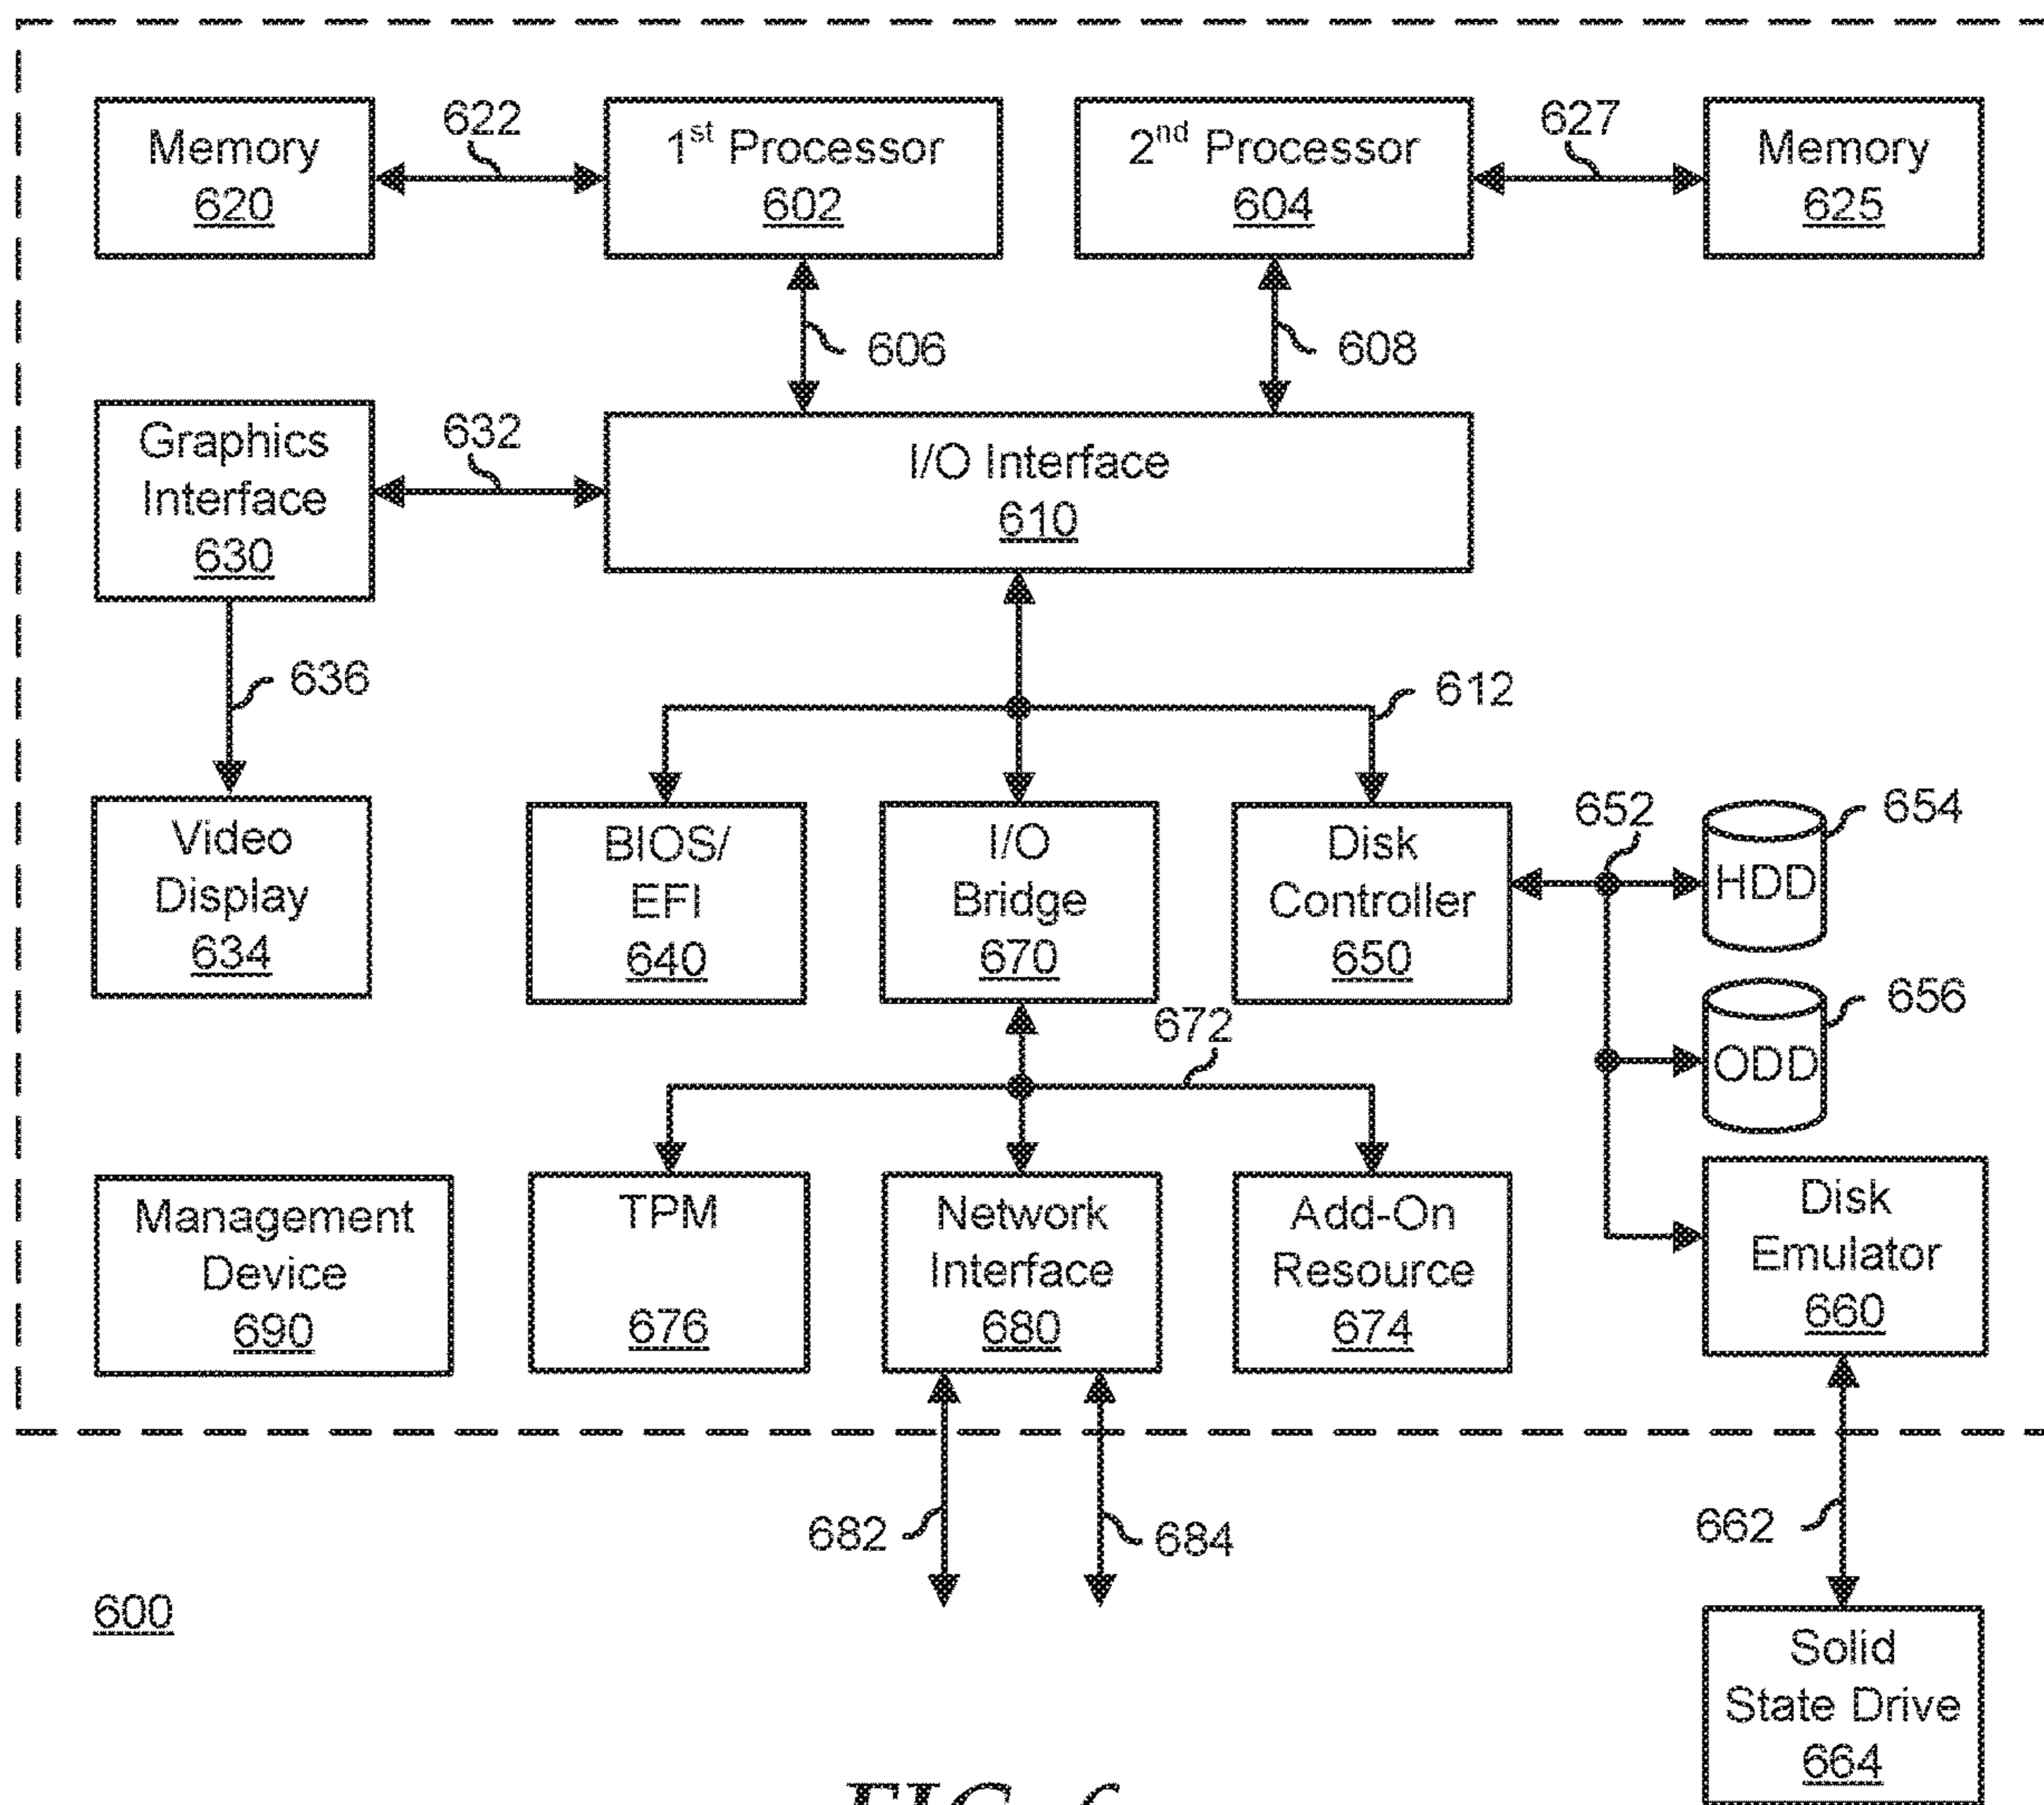 622
627
Memory
620
1st Processor
602
2nd Processor
604
Memory
625
606
608
Graphics
Interface
630
632
I/O Interface
610
636
612
Video
Display
634
BIOS/
EFI
640
I/O
Bridge
670
Disk
Controller
650
652
654
HDD
656
ODD
672
Management
Device
690
TPM
676
Network
Interface
680
Add-On
Resource
674
Disk
Emulator
660
682
684
662
600
Solid
State Drive
664
FIG. 6